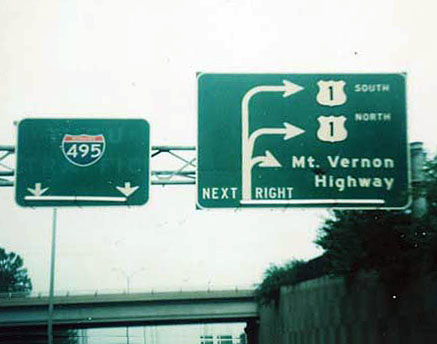 495
1 SOUTH
1 NORTH
Mt. Vernon
Highway
NEXT RIGHT